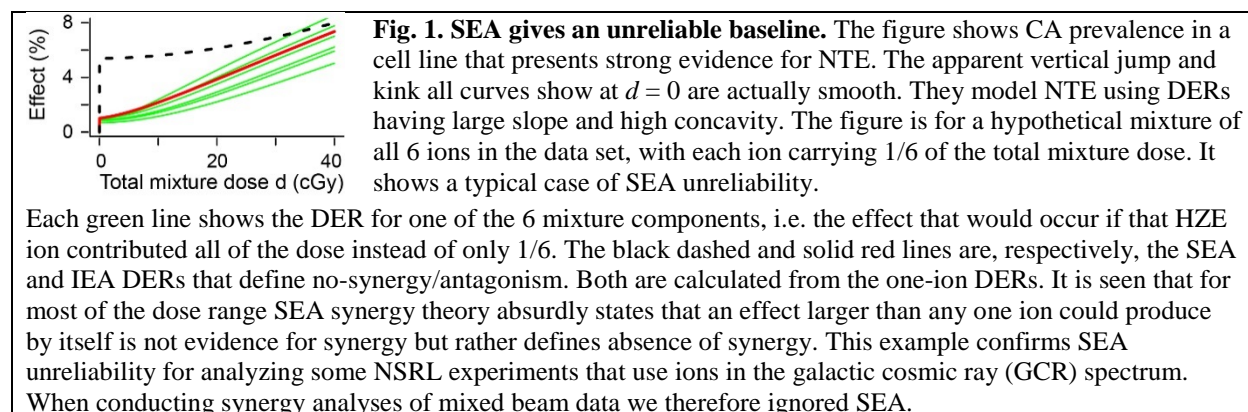 8
4
0
Effect (%)
0 20 40
Total mixture dose d (cGy)
Fig. 1. SEA gives an unreliable baseline. The figure shows CA prevalence in a
cell line that presents strong evidence for NTE. The apparent vertical jump and
kink all curves show at d = 0 are actually smooth. They model NTE using DERs
having large slope and high concavity. The figure is for a hypothetical mixture of
all 6 ions in the data set, with each ion carrying 1/6 of the total mixture dose. It
shows a typical case of SEA unreliability.
Each green line shows the DER for one of the 6 mixture components, i.e. the effect that would occur if that HZE
ion contributed all of the dose instead of only 1/6. The black dashed and solid red lines are, respectively, the SEA
and IEA DERs that define no-synergy/antagonism. Both are calculated from the one-ion DERs. It is seen that for
most of the dose range SEA synergy theory absurdly states that an effect larger than any one ion could produce
by itself is not evidence for synergy but rather defines absence of synergy. This example confirms SEA
unreliability for analyzing some NSRL experiments that use ions in the galactic cosmic ray (GCR) spectrum.
When conducting synergy analyses of mixed beam data we therefore ignored SEA.